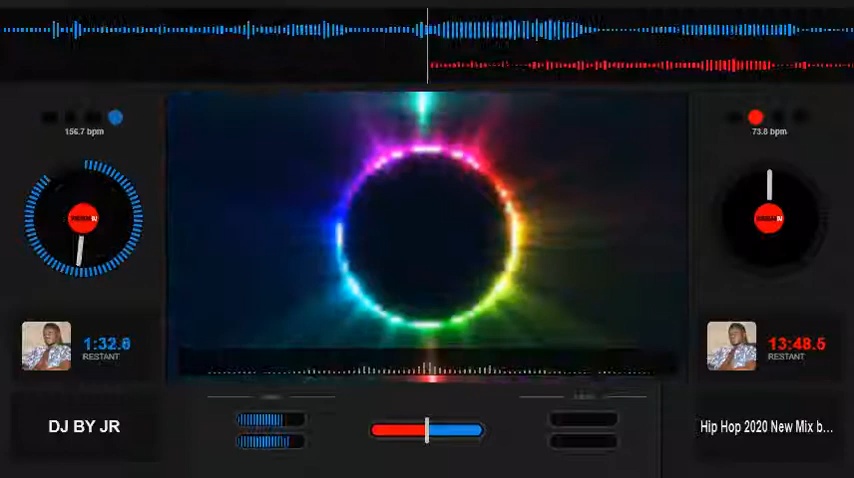 156.7 bpm
73.8 bpm
1:32.8
RESTANT
13:48.5
RESTANT
DJ BY JR
Hip Hop 2020 New Mix b...